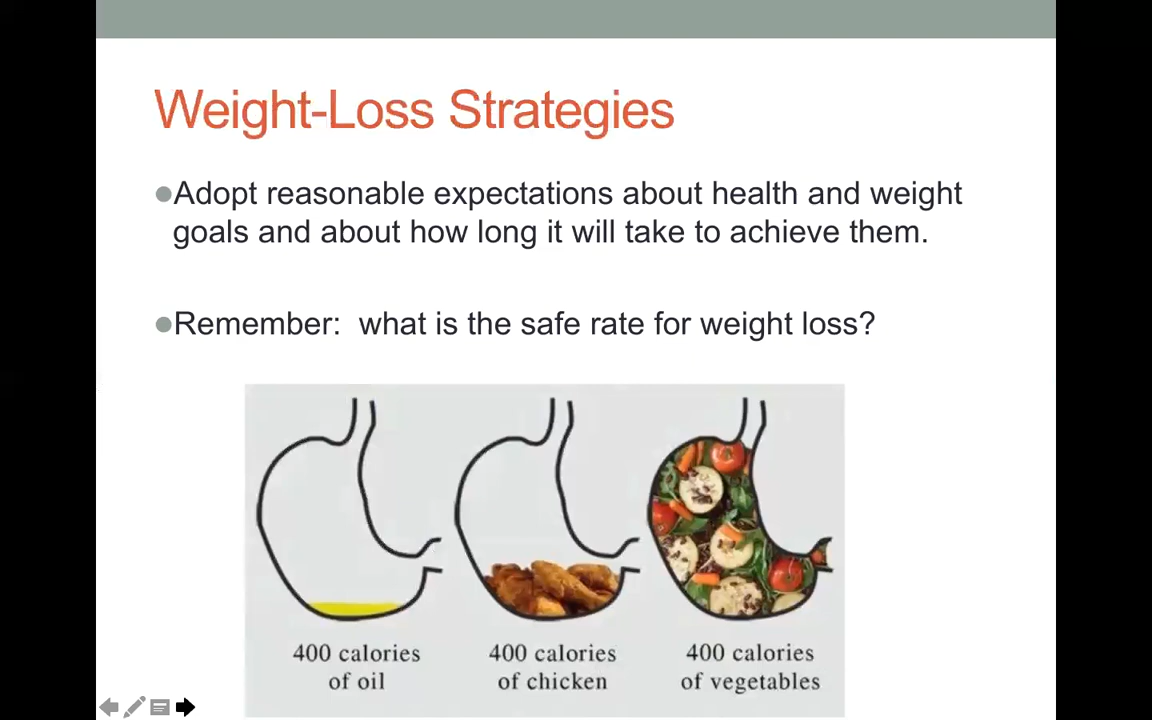 Weight-Loss Strategies
●Adopt reasonable expectations about health and weight
goals and about how long it will take to achieve them.
●Remember:  what is the safe rate for weight loss?
400 calories
of oil
400 calories
of chicken
400 calories
of vegetables